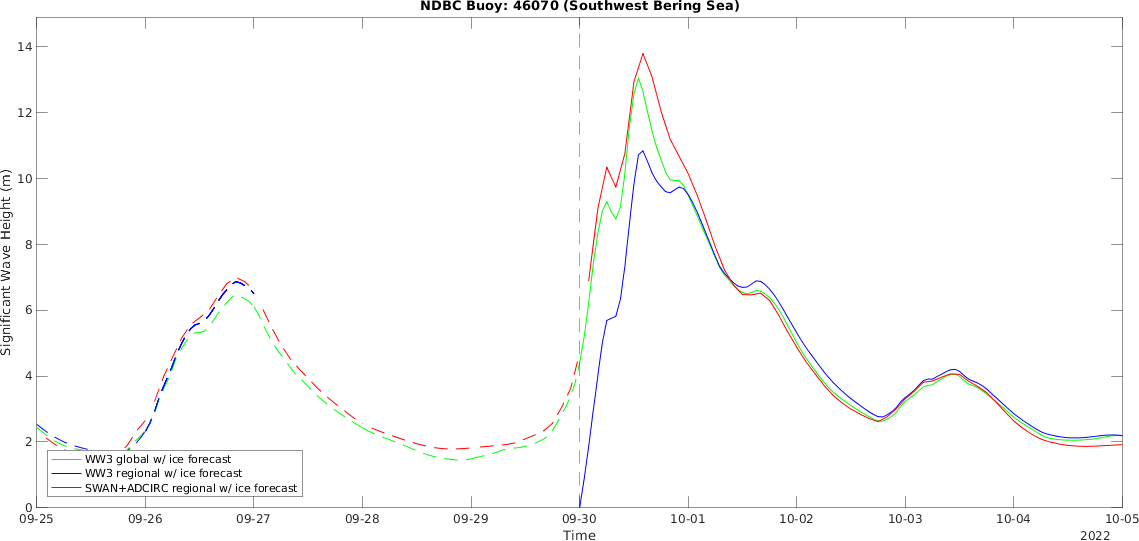 NDBC Buoy: 46070 (Southwest Bering Sea)
Significant Wave Height (m)
14
12
10
8
6
4
2
0
WW3 global w/ ice forecast
WW3 regional w/ ice forecast
SWAN+ADCIRC regional w/ ice forecast
09-25 09-26 09-27 09-28 09-29 09-30 10-01 10-02 10-03 10-04 10-05
Time
2022